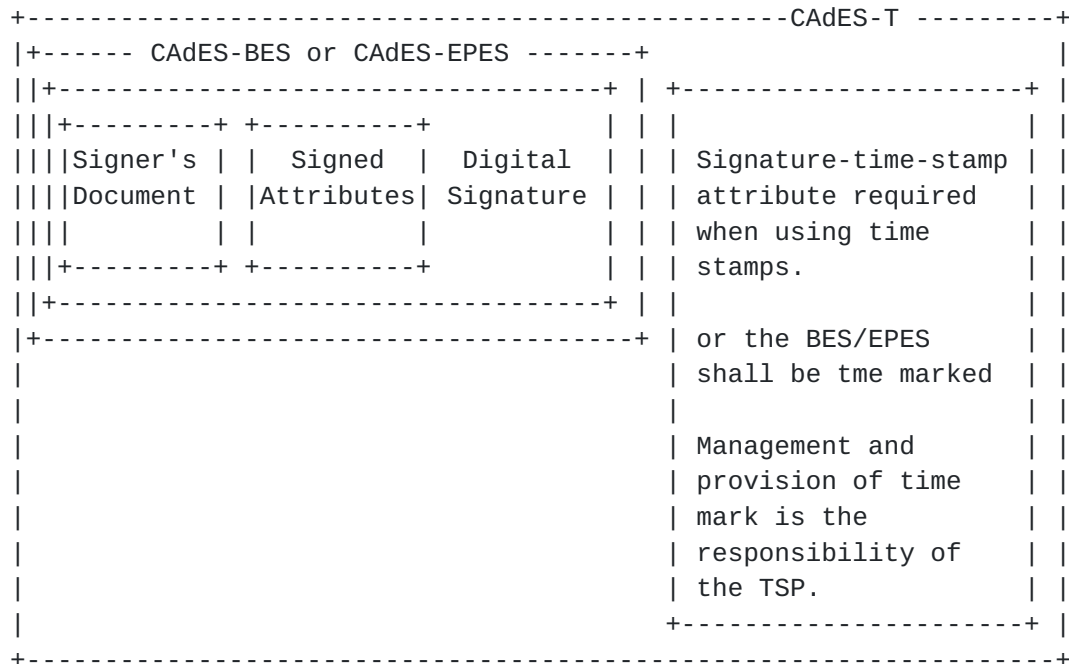 +-------------------------------------------------CAdES-T ---------+
|+------ CAdES-BES or CAdES-EPES -------+                          |
||+-----------------------------------+ | +----------------------+ |
|||+---------+ +----------+           | | |                      | |
||||Signer's | |  Signed  |  Digital  | | | Signature-time-stamp | |
||||Document | |Attributes| Signature | | | attribute required   | |
||||         | |          |           | | | when using time      | |
|||+---------+ +----------+           | | | stamps.              | |
||+-----------------------------------+ | |                      | |
|+--------------------------------------+ | or the BES/EPES      | |
|                                         | shall be tme marked  | |
|                                         |                      | |
|                                         | Management and       | |
|                                         | provision of time    | |
|                                         | mark is the          | |
|                                         | responsibility of    | |
|                                         | the TSP.             | |
|                                         +----------------------+ |
+------------------------------------------------------------------+